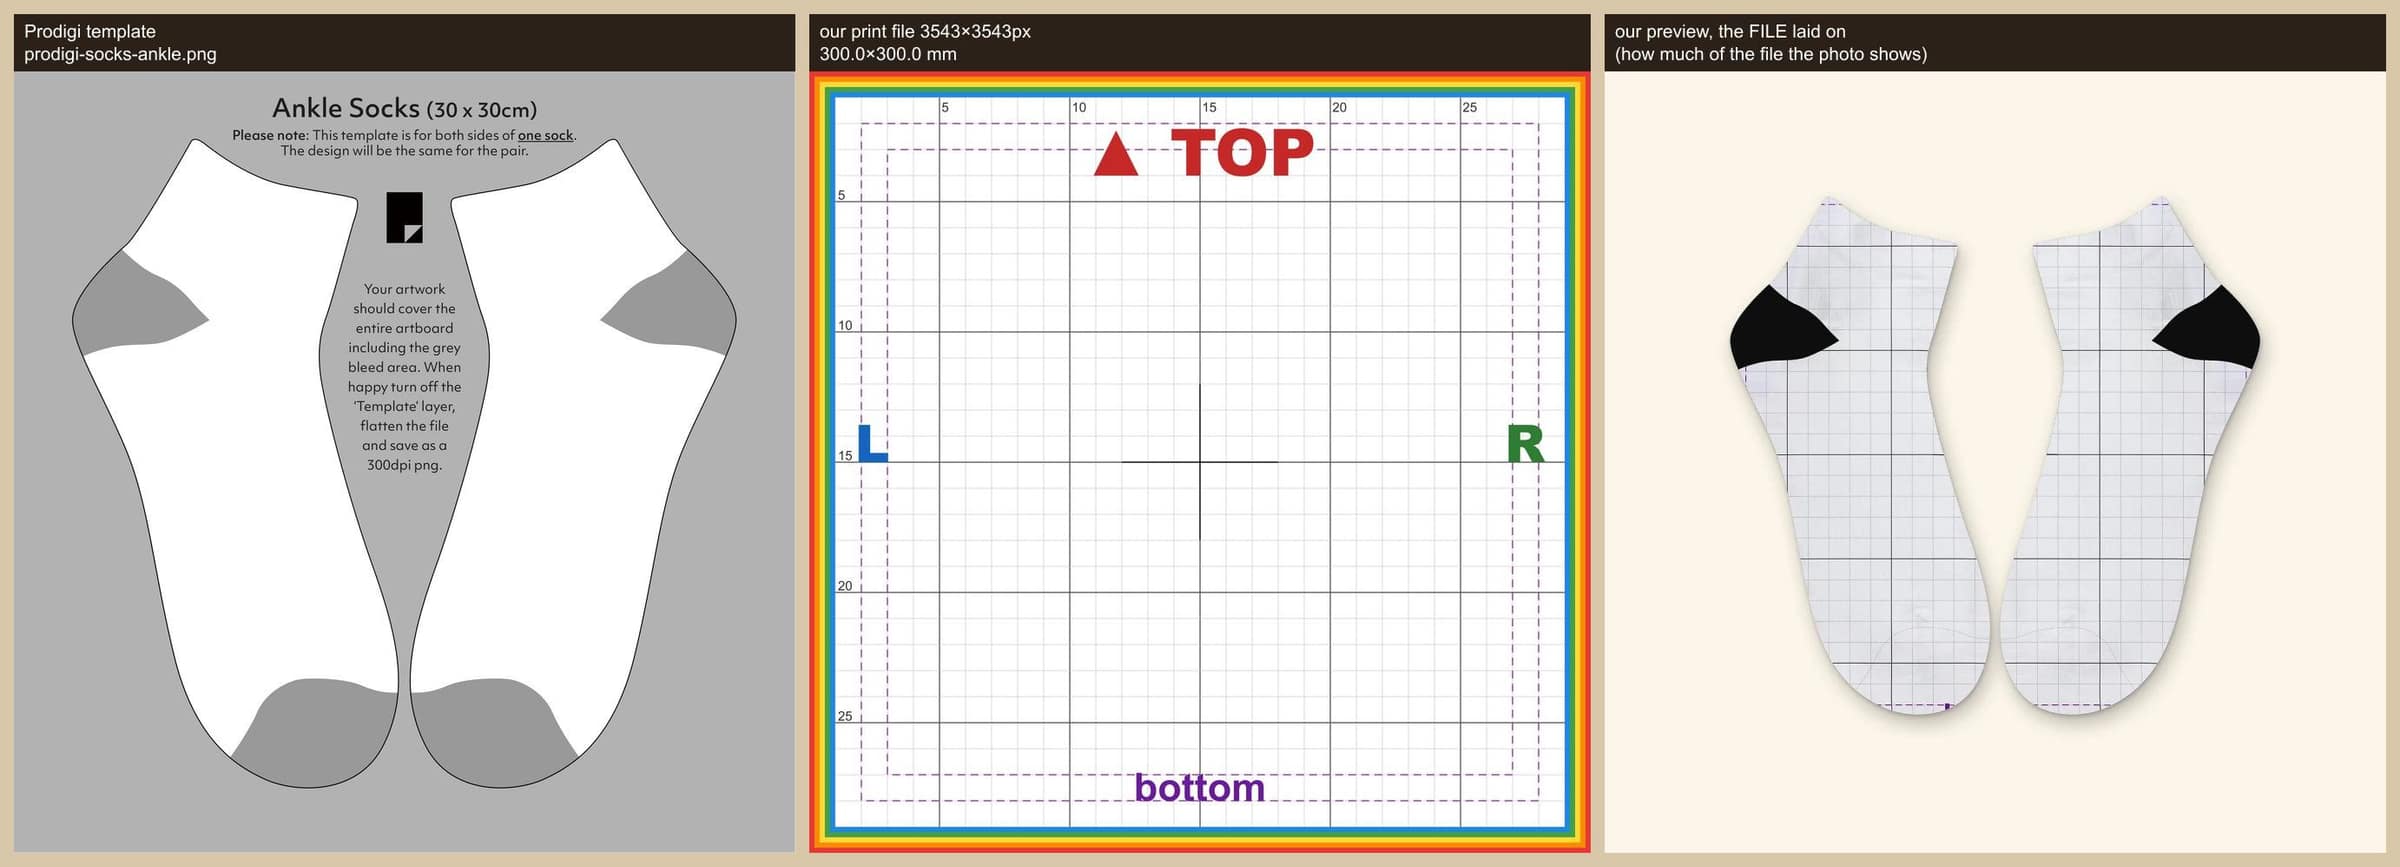 Prodigi template
prodigi-socks-ankle.png
Ankle Socks (30 x 30cm)
Please note: This template is for both sides of one sock.
The design will be the same for the pair.
Your artwork
should cover the
entire artboard
including the grey
bleed area. When
happy turn off the
‘Template’ layer,
flatten the file
and save as a
300dpi png.
our print file 3543×3543px
300.0×300.0 mm
5
10
15
20
25
▲ TOP
5
10
L
R
15
20
25
bottom
our preview, the FILE laid on
(how much of the file the photo shows)